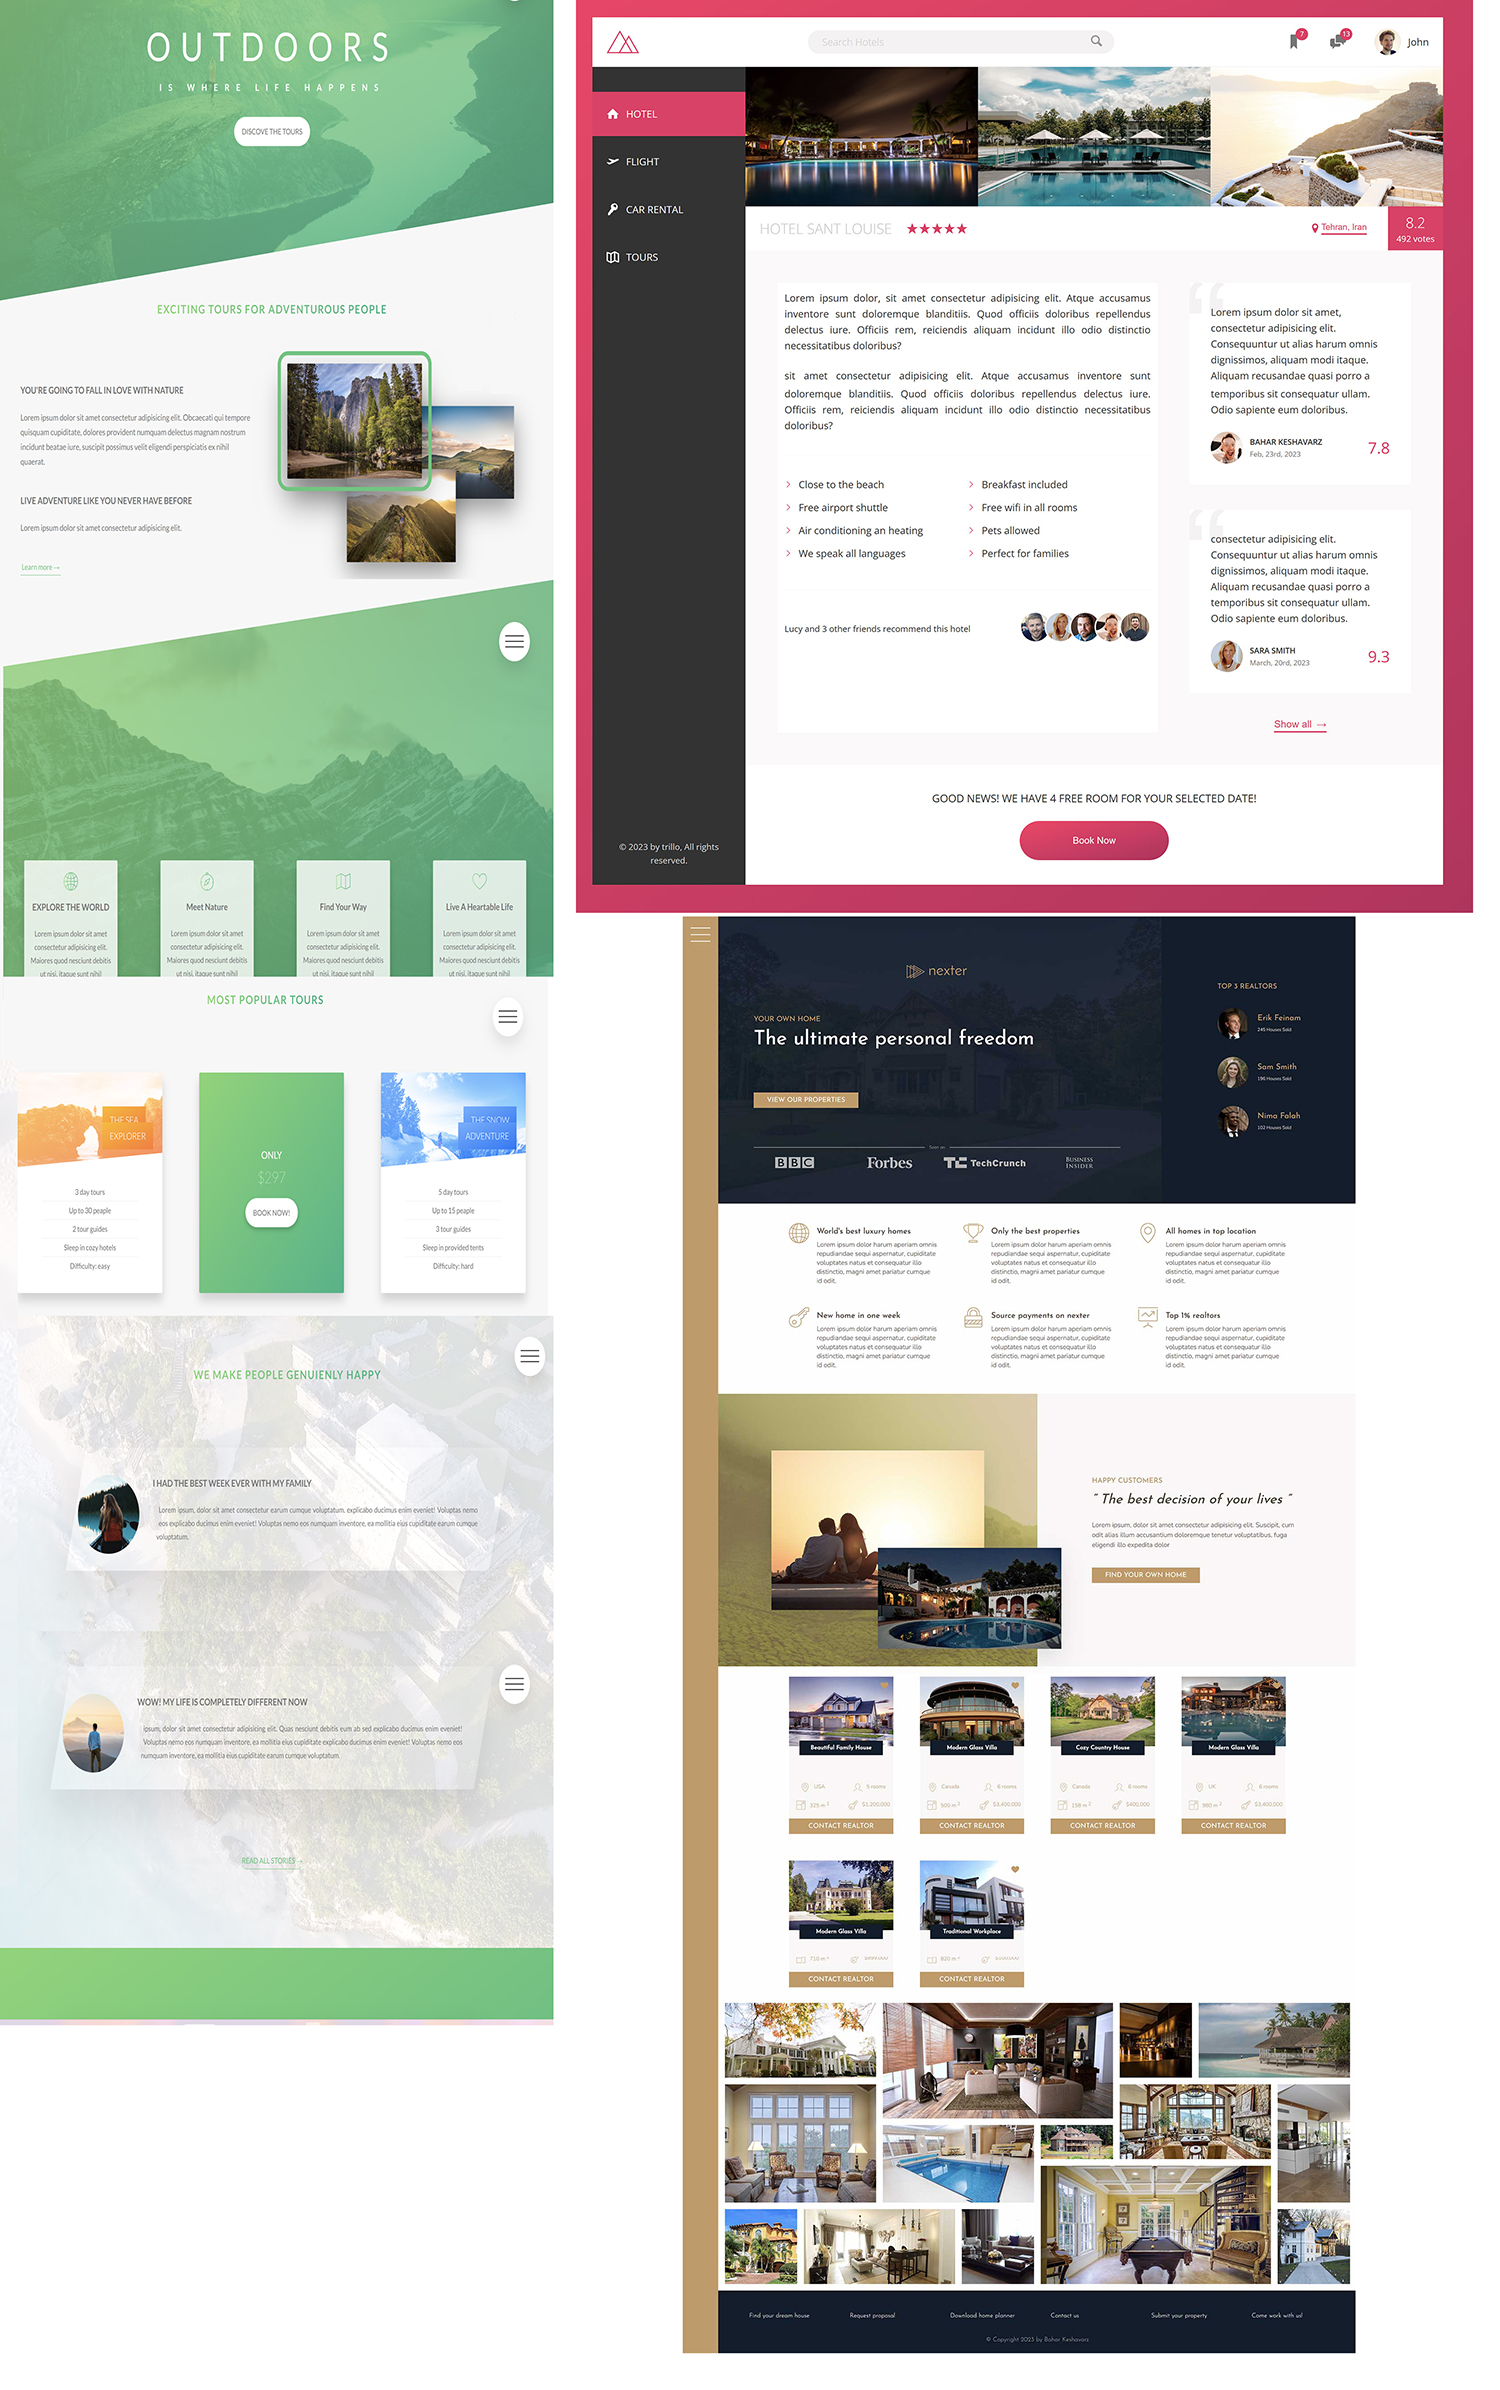 OUTDOORS
IS WHERE LIFE HAPPENS
DISCOVE THE TOURS
EXCITING TOURS FOR ADVENTUROUS PEOPLE
YOU'RE GOING TO FALL IN LOVE WITH NATURE
Lorem ipsum dolor sit amet consectetur adipisicing elit. Obcaecati qui tempore
quisquam cupiditate, dolores provident numquam delectus magnam nostrum
incidunt beatae iure, suscipit possimus velit eligendi perspiciatis ex nihil
quaerat.
LIVE ADVENTURE LIKE YOU NEVER HAVE BEFORE
Lorem ipsum dolor sit amet consectetur adipisicing elit.
Learn more →
EXPLORE THE WORLD
Lorem ipsum dolor sit amet
consectetur adipisicing elit.
Maiores quod nesciunt debitis
ut nisi, itaque sunt nihil
Meet Nature
Lorem ipsum dolor sit amet
consectetur adipisicing elit.
Maiores quod nesciunt debitis
ut nisi, itaque sunt nihil
Find Your Way
Lorem ipsum dolor sit amet
consectetur adipisicing elit.
Maiores quod nesciunt debitis
ut nisi, itaque sunt nihil
Live A Heartable Life
Lorem ipsum dolor sit amet
consectetur adipisicing elit.
Maiores quod nesciunt debitis
ut nisi, itaque sunt nihil
MOST POPULAR TOURS
THE SEA
EXPLORER
3 day tours
Up to 30 peaple
2 tour guides
Sleep in cozy hotels
Difficulty: easy
ONLY
$297
BOOK NOW!
THE SNOW
ADVENTURE
5 day tours
Up to 15 peaple
3 tour guides
Sleep in provided tents
Difficulty: hard
WE MAKE PEOPLE GENUIENLY HAPPY
I HAD THE BEST WEEK EVER WITH MY FAMILY
Lorem ipsum, dolor sit amet consectetur earum cumque voluptatum. explicabo ducimus enim eveniet! Voluptas nemo
eos explicabo ducimus enim eveniet! Voluptas nemo eos numquam inventore, ea mollitia eius cupiditate earum cumque
voluptatum.
WOW! MY LIFE IS COMPLETELY DIFFERENT NOW
ipsum, dolor sit amet consectetur adipisicing elit. Quas nesciunt debitis eum ab sed explicabo ducimus enim eveniet!
Voluptas nemo eos numquam inventore, ea mollitia eius cupiditate earum explicabo ducimus enim eveniet! Voluptas nemo eos
numquam inventore, ea mollitia eius cupiditate earum cumque voluptatum.
READ ALL STORIES →
Search Hotels
7
13
John
HOTEL
FLIGHT
CAR RENTAL
TOURS
© 2023 by trillo, All rights
reserved.
HOTEL SANT LOUISE
Tehran, Iran
8.2
492 votes
Lorem ipsum dolor, sit amet consectetur adipisicing elit. Atque accusamus
inventore sunt doloremque blanditiis. Quod officiis doloribus repellendus
delectus iure. Officiis rem, reiciendis aliquam incidunt illo odio distinctio
necessitatibus doloribus?
sit amet consectetur adipisicing elit. Atque accusamus inventore sunt
doloremque blanditiis. Quod officiis doloribus repellendus delectus iure.
Officiis rem, reiciendis aliquam incidunt illo odio distinctio necessitatibus
doloribus?
Close to the beach
Breakfast included
Free airport shuttle
Free wifi in all rooms
Air conditioning an heating
Pets allowed
We speak all languages
Perfect for families
Lucy and 3 other friends recommend this hotel
“
Lorem ipsum dolor sit amet,
consectetur adipisicing elit.
Consequuntur ut alias harum omnis
dignissimos, aliquam modi itaque.
Aliquam recusandae quasi porro a
temporibus sit consequatur ullam.
Odio sapiente eum doloribus.
BAHAR KESHAVARZ
Feb, 23rd, 2023
7.8
“
consectetur adipisicing elit.
Consequuntur ut alias harum omnis
dignissimos, aliquam modi itaque.
Aliquam recusandae quasi porro a
temporibus sit consequatur ullam.
Odio sapiente eum doloribus.
SARA SMITH
March, 20rd, 2023
9.3
Show all →
GOOD NEWS! WE HAVE 4 FREE ROOM FOR YOUR SELECTED DATE!
Book Now
nexter
YOUR OWN HOME
The ultimate personal freedom
VIEW OUR PROPERTIES
Seen on
BBC
Forbes
TechCrunch
BUSINESS
INSIDER
TOP 3 REALTORS
Erik Feinam
245 Houses Sold
Sam Smith
196 Houses Sold
Nima Falah
102 Houses Sold
World's best luxury homes
Lorem ipsum dolor harum aperiam omnis
repudiandae sequi aspernatur, cupiditate
voluptates natus et consequatur illo
distinctio, magni amet pariatur cumque
id odit.
Only the best properties
Lorem ipsum dolor harum aperiam omnis
repudiandae sequi aspernatur, cupiditate
voluptates natus et consequatur illo
distinctio, magni amet pariatur cumque
id odit.
All homes in top location
Lorem ipsum dolor harum aperiam omnis
repudiandae sequi aspernatur, cupiditate
voluptates natus et consequatur illo
distinctio, magni amet pariatur cumque
id odit.
New home in one week
Lorem ipsum dolor harum aperiam omnis
repudiandae sequi aspernatur, cupiditate
voluptates natus et consequatur illo
distinctio, magni amet pariatur cumque
id odit.
Source payments on nexter
Lorem ipsum dolor harum aperiam omnis
repudiandae sequi aspernatur, cupiditate
voluptates natus et consequatur illo
distinctio, magni amet pariatur cumque
id odit.
Top 1% realtors
Lorem ipsum dolor harum aperiam omnis
repudiandae sequi aspernatur, cupiditate
voluptates natus et consequatur illo
distinctio, magni amet pariatur cumque
id odit.
HAPPY CUSTOMERS
“ The best decision of your lives ”
Lorem ipsum, dolor sit amet consectetur adipisicing elit. Suscipit, cum
odit alias illum accusantium doloremque tenetur voluptatibus, fuga
eligendi illo expedita dolor
FIND YOUR OWN HOME
Beautiful Family House
USA
5 rooms
325 m 2
$1,200,000
CONTACT REALTOR
Modern Glass Villa
Canada
6 rooms
500 m 2
$3,400,000
CONTACT REALTOR
Cozy Country House
Canada
6 rooms
158 m 2
$400,000
CONTACT REALTOR
Modern Glass Villa
UK
6 rooms
980 m 2
$3,400,000
CONTACT REALTOR
Modern Glass Villa
710 m 2
CONTACT REALTOR
Traditional Workplace
820 m 2
CONTACT REALTOR
Find your dream house
Request proposal
Download home planner
Contact us
Submit your property
Come work with us!
© Copyright 2023 by Bahar Keshavarz